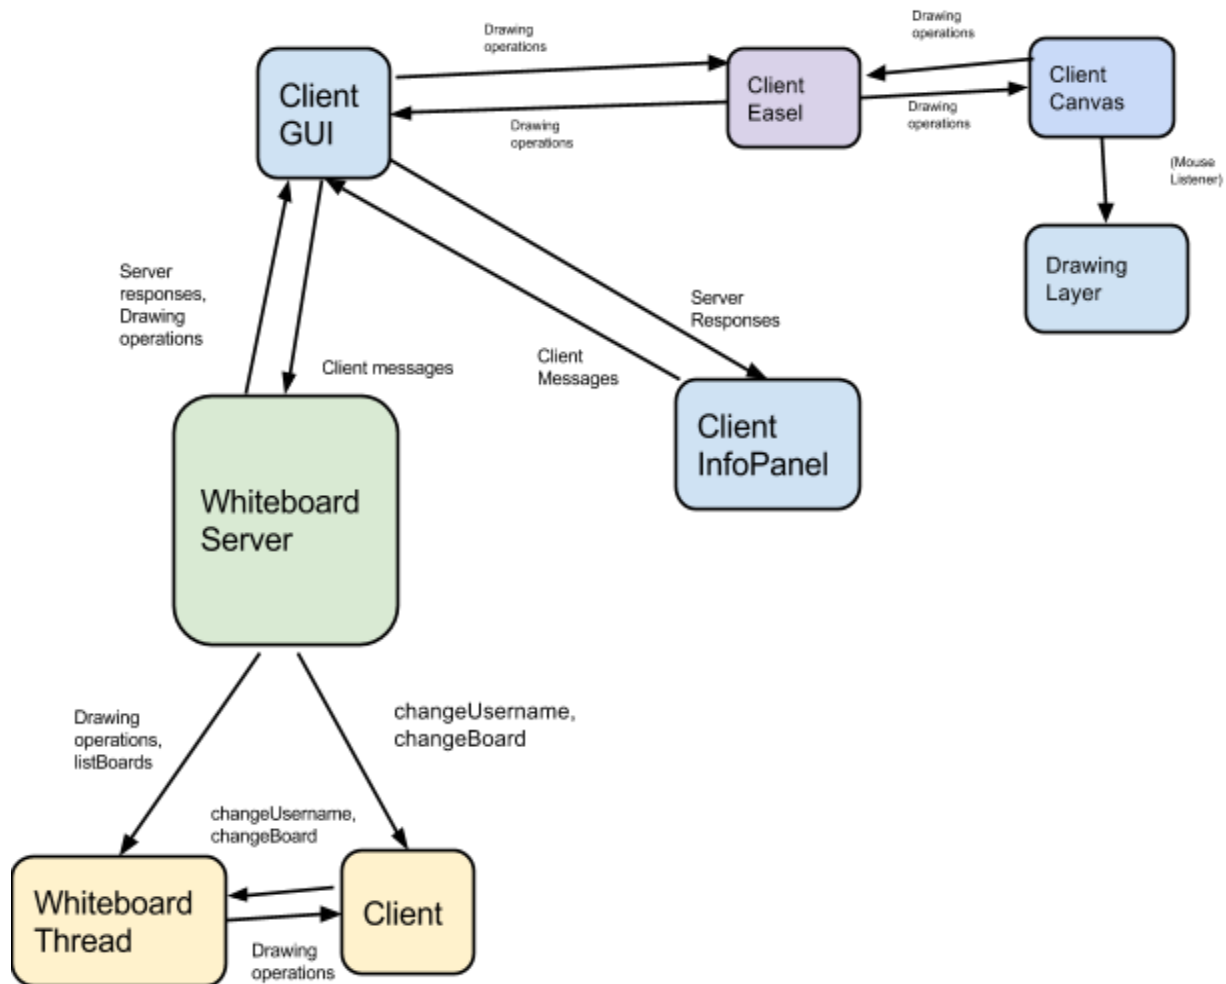 Drawing
operations
Drawing
operations
Client
GUI
Client
Easel
Client
Canvas
Drawing
operations
Drawing
operations
(Mouse
Listener)
Drawing
Layer
Server
responses,
Drawing
operations
Server
Responses
Client
Messages
Client messages
Client
InfoPanel
Whiteboard
Server
Drawing
operations,
listBoards
changeUsername,
changeBoard
changeUsername,
changeBoard
Whiteboard
Thread
Client
Drawing
operations